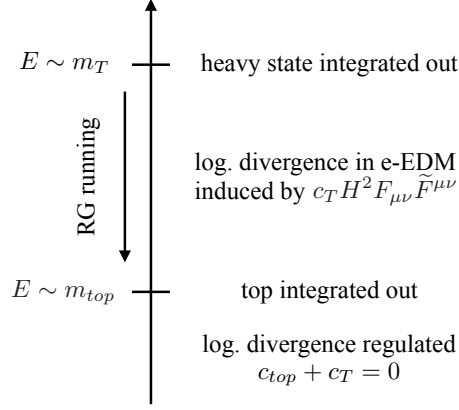 E ∼ m_T
heavy state integrated out
RG running
log. divergence in e-EDM
induced by c_T H^2 F_{μν} \widetilde{F}^{μν}
E ∼ m_{top}
top integrated out
log. divergence regulated
c_{top} + c_T = 0